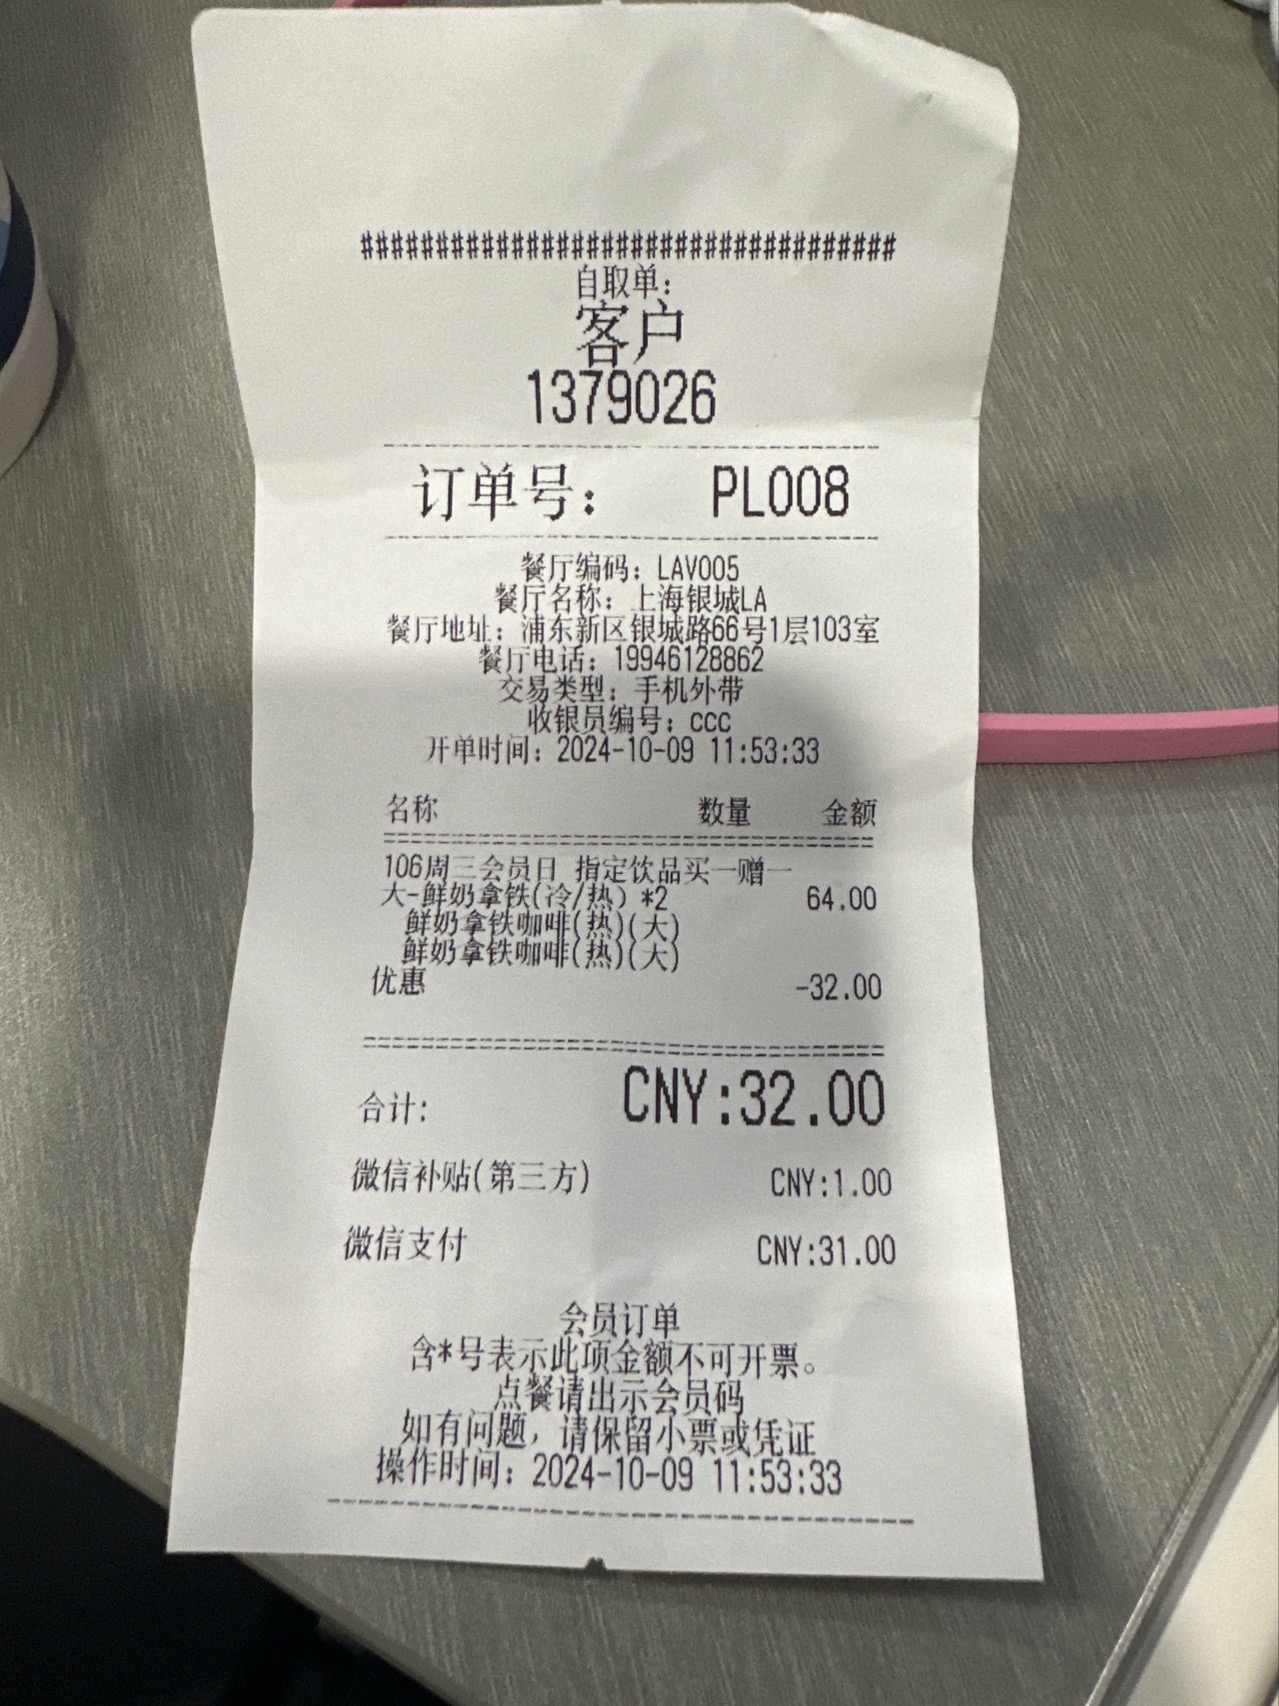 ###################################
自取单:
客户
1379026
订单号: PL008
餐厅编码: LAV005
餐厅名称: 上海银城LA
餐厅地址: 浦东新区银城路66号1层103室
餐厅电话: 19946128862
交易类型: 手机外带
收银员编号: ccc
开单时间: 2024-10-09 11:53:33
名称 数量 金额
106周三会员日 指定饮品买一赠一
大-鲜奶拿铁(冷/热) *2 64.00
鲜奶拿铁咖啡(热)(大)
鲜奶拿铁咖啡(热)(大)
优惠 -32.00
合计: CNY:32.00
微信补贴(第三方) CNY:1.00
微信支付 CNY:31.00
会员订单
含*号表示此项金额不可开票。
点餐请出示会员码
如有问题，请保留小票或凭证
操作时间: 2024-10-09 11:53:33